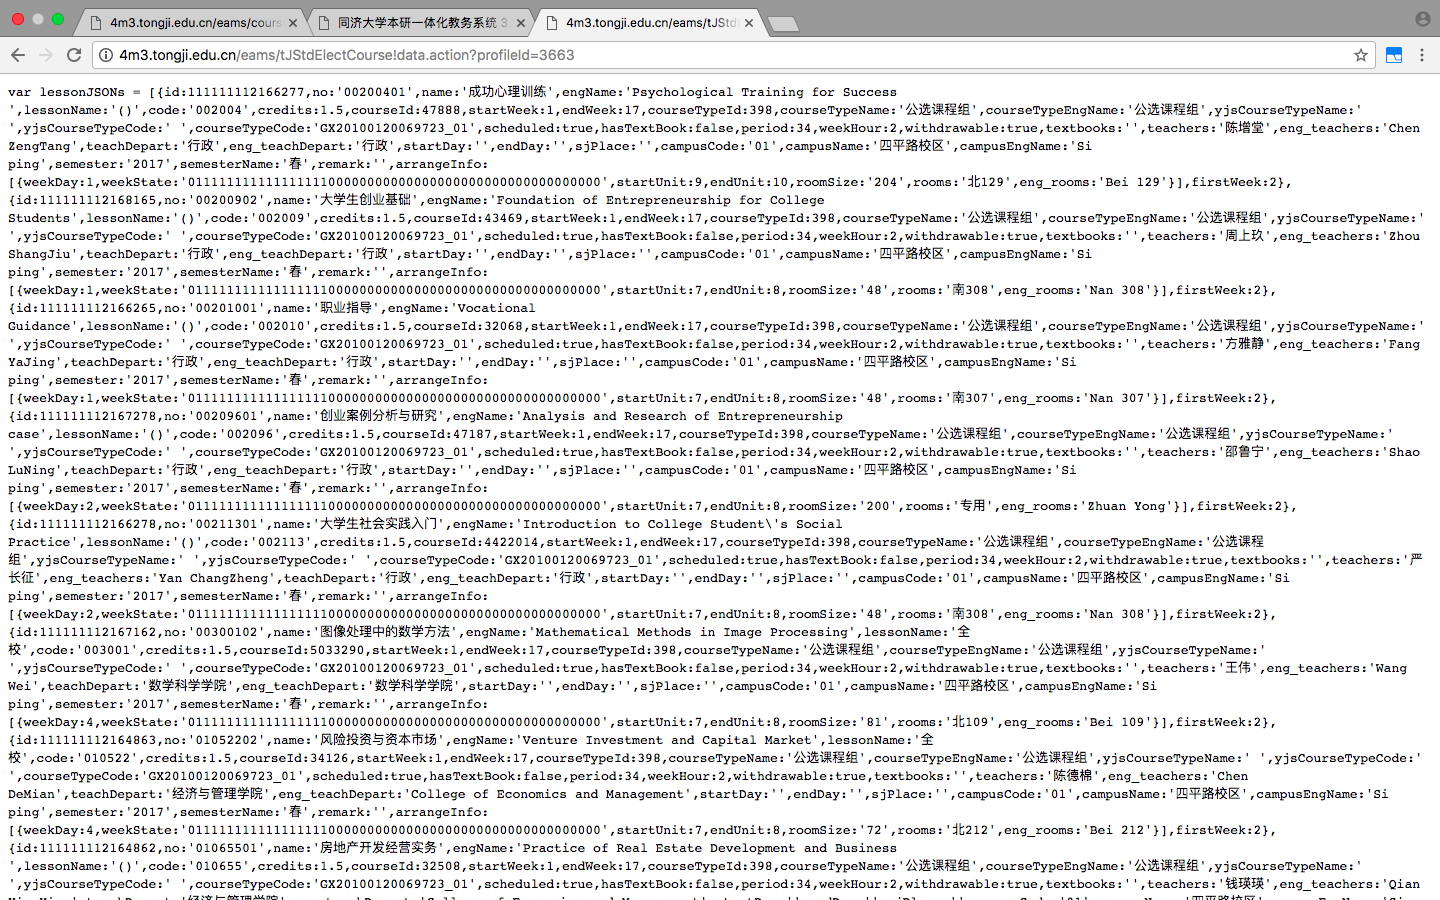 4m3.tongji.edu.cn/eams/cours
同济大学本研一体化教务系统 3
4m3.tongji.edu.cn/eams/tJStdE
4m3.tongji.edu.cn/eams/tJStdElectCourse!data.action?profileId=3663
var lessonJSONs = [{id:111111112166277,no:'00200401',name:'成功心理训练',engName:'Psychological Training for Success
',lessonName:'()',code:'002004',credits:1.5,courseId:47888,startWeek:1,endWeek:17,courseTypeId:398,courseTypeName:'公选课程组',courseTypeEngName:'公选课程组',yjsCourseTypeName:'
',yjsCourseTypeCode:' ',courseTypeCode:'GX20100120069723_01',scheduled:true,hasTextBook:false,period:34,weekHour:2,withdrawable:true,textbooks:'',teachers:'陈增堂',eng_teachers:'Chen
ZengTang',teachDepart:'行政',eng_teachDepart:'行政',startDay:'',endDay:'',sjPlace:'',campusCode:'01',campusName:'四平路校区',campusEngName:'Si
ping',semester:'2017',semesterName:'春',remark:'',arrangeInfo:
[{weekDay:1,weekState:'01111111111111111100000000000000000000000000000000000',startUnit:9,endUnit:10,roomSize:'204',rooms:'北129',eng_rooms:'Bei 129'}],firstWeek:2},
{id:111111112168165,no:'00200902',name:'大学生创业基础',engName:'Foundation of Entrepreneurship for College
Students',lessonName:'()',code:'002009',credits:1.5,courseId:43469,startWeek:1,endWeek:17,courseTypeId:398,courseTypeName:'公选课程组',courseTypeEngName:'公选课程组',yjsCourseTypeName:'
',yjsCourseTypeCode:' ',courseTypeCode:'GX20100120069723_01',scheduled:true,hasTextBook:false,period:34,weekHour:2,withdrawable:true,textbooks:'',teachers:'周上玖',eng_teachers:'Zhou
ShangJiu',teachDepart:'行政',eng_teachDepart:'行政',startDay:'',endDay:'',sjPlace:'',campusCode:'01',campusName:'四平路校区',campusEngName:'Si
ping',semester:'2017',semesterName:'春',remark:'',arrangeInfo:
[{weekDay:1,weekState:'01111111111111111100000000000000000000000000000000000',startUnit:7,endUnit:8,roomSize:'48',rooms:'南308',eng_rooms:'Nan 308'}],firstWeek:2},
{id:111111112166265,no:'00201001',name:'职业指导',engName:'Vocational
Guidance',lessonName:'()',code:'002010',credits:1.5,courseId:32068,startWeek:1,endWeek:17,courseTypeId:398,courseTypeName:'公选课程组',courseTypeEngName:'公选课程组',yjsCourseTypeName:'
',yjsCourseTypeCode:' ',courseTypeCode:'GX20100120069723_01',scheduled:true,hasTextBook:false,period:34,weekHour:2,withdrawable:true,textbooks:'',teachers:'方雅静',eng_teachers:'Fang
YaJing',teachDepart:'行政',eng_teachDepart:'行政',startDay:'',endDay:'',sjPlace:'',campusCode:'01',campusName:'四平路校区',campusEngName:'Si
ping',semester:'2017',semesterName:'春',remark:'',arrangeInfo:
[{weekDay:1,weekState:'01111111111111111100000000000000000000000000000000000',startUnit:7,endUnit:8,roomSize:'48',rooms:'南307',eng_rooms:'Nan 307'}],firstWeek:2},
{id:111111112167278,no:'00209601',name:'创业案例分析与研究',engName:'Analysis and Research of Entrepreneurship
case',lessonName:'()',code:'002096',credits:1.5,courseId:47187,startWeek:1,endWeek:17,courseTypeId:398,courseTypeName:'公选课程组',courseTypeEngName:'公选课程组',yjsCourseTypeName:'
',yjsCourseTypeCode:' ',courseTypeCode:'GX20100120069723_01',scheduled:true,hasTextBook:false,period:34,weekHour:2,withdrawable:true,textbooks:'',teachers:'邵鲁宁',eng_teachers:'Shao
LuNing',teachDepart:'行政',eng_teachDepart:'行政',startDay:'',endDay:'',sjPlace:'',campusCode:'01',campusName:'四平路校区',campusEngName:'Si
ping',semester:'2017',semesterName:'春',remark:'',arrangeInfo:
[{weekDay:2,weekState:'01111111111111111100000000000000000000000000000000000',startUnit:7,endUnit:8,roomSize:'200',rooms:'专用',eng_rooms:'Zhuan Yong'}],firstWeek:2},
{id:111111112166278,no:'00211301',name:'大学生社会实践入门',engName:'Introduction to College Student\'s Social
Practice',lessonName:'()',code:'002113',credits:1.5,courseId:4422014,startWeek:1,endWeek:17,courseTypeId:398,courseTypeName:'公选课程组',courseTypeEngName:'公选课程
组',yjsCourseTypeName:' ',yjsCourseTypeCode:' ',courseTypeCode:'GX20100120069723_01',scheduled:true,hasTextBook:false,period:34,weekHour:2,withdrawable:true,textbooks:'',teachers:'严
长征',eng_teachers:'Yan ChangZheng',teachDepart:'行政',eng_teachDepart:'行政',startDay:'',endDay:'',sjPlace:'',campusCode:'01',campusName:'四平路校区',campusEngName:'Si
ping',semester:'2017',semesterName:'春',remark:'',arrangeInfo:
[{weekDay:2,weekState:'01111111111111111100000000000000000000000000000000000',startUnit:7,endUnit:8,roomSize:'48',rooms:'南308',eng_rooms:'Nan 308'}],firstWeek:2},
{id:111111112167162,no:'00300102',name:'图像处理中的数学方法',engName:'Mathematical Methods in Image Processing',lessonName:'全
校',code:'003001',credits:1.5,courseId:5033290,startWeek:1,endWeek:17,courseTypeId:398,courseTypeName:'公选课程组',courseTypeEngName:'公选课程组',yjsCourseTypeName:'
',yjsCourseTypeCode:' ',courseTypeCode:'GX20100120069723_01',scheduled:true,hasTextBook:false,period:34,weekHour:2,withdrawable:true,textbooks:'',teachers:'王伟',eng_teachers:'Wang
Wei',teachDepart:'数学科学学院',eng_teachDepart:'数学科学学院',startDay:'',endDay:'',sjPlace:'',campusCode:'01',campusName:'四平路校区',campusEngName:'Si
ping',semester:'2017',semesterName:'春',remark:'',arrangeInfo:
[{weekDay:4,weekState:'01111111111111111100000000000000000000000000000000000',startUnit:7,endUnit:8,roomSize:'81',rooms:'北109',eng_rooms:'Bei 109'}],firstWeek:2},
{id:111111112164863,no:'01052202',name:'风险投资与资本市场',engName:'Venture Investment and Capital Market',lessonName:'全
校',code:'010522',credits:1.5,courseId:34126,startWeek:1,endWeek:17,courseTypeId:398,courseTypeName:'公选课程组',courseTypeEngName:'公选课程组',yjsCourseTypeName:' ',yjsCourseTypeCode:'
',courseTypeCode:'GX20100120069723_01',scheduled:true,hasTextBook:false,period:34,weekHour:2,withdrawable:true,textbooks:'',teachers:'陈德棉',eng_teachers:'Chen
DeMian',teachDepart:'经济与管理学院',eng_teachDepart:'College of Economics and Management',startDay:'',endDay:'',sjPlace:'',campusCode:'01',campusName:'四平路校区',campusEngName:'Si
ping',semester:'2017',semesterName:'春',remark:'',arrangeInfo:
[{weekDay:4,weekState:'01111111111111111100000000000000000000000000000000000',startUnit:7,endUnit:8,roomSize:'72',rooms:'北212',eng_rooms:'Bei 212'}],firstWeek:2},
{id:111111112164862,no:'01065501',name:'房地产开发经营实务',engName:'Practice of Real Estate Development and Business
',lessonName:'()',code:'010655',credits:1.5,courseId:32508,startWeek:1,endWeek:17,courseTypeId:398,courseTypeName:'公选课程组',courseTypeEngName:'公选课程组',yjsCourseTypeName:'
',yjsCourseTypeCode:' ',courseTypeCode:'GX20100120069723_01',scheduled:true,hasTextBook:false,period:34,weekHour:2,withdrawable:true,textbooks:'',teachers:'钱瑛瑛',eng_teachers:'Qian